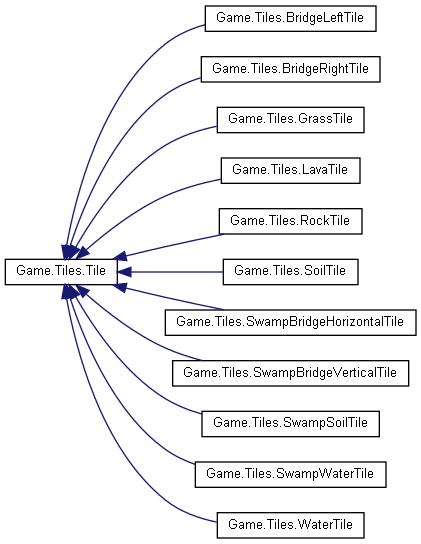 Game.Tiles.BridgeLeftTile
Game.Tiles.BridgeRightTile
Game.Tiles.GrassTile
Game.Tiles.LavaTile
Game.Tiles.RockTile
Game.Tiles.Tile
Game.Tiles.SoilTile
Game.Tiles.SwampBridgeHorizontalTile
Game.Tiles.SwampBridgeVerticalTile
Game.Tiles.SwampSoilTile
Game.Tiles.SwampWaterTile
Game.Tiles.WaterTile